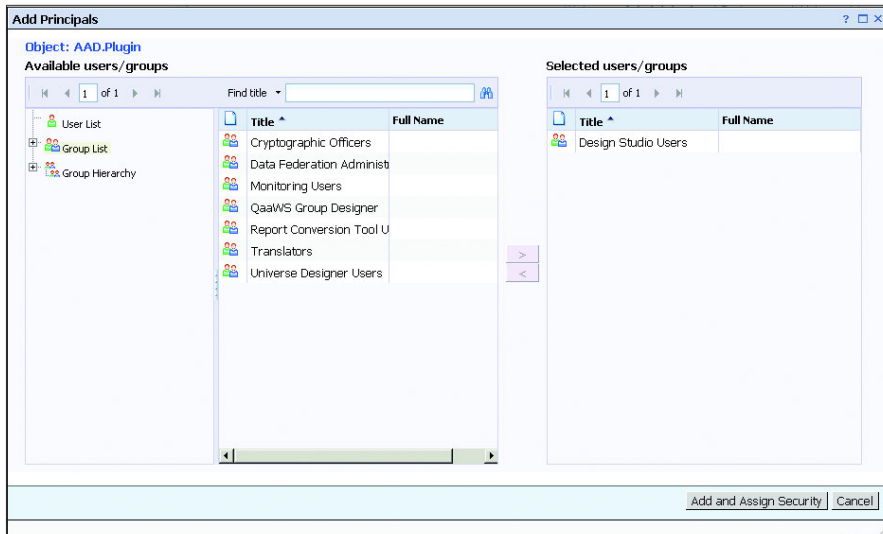 Add Principals
?
Object: AAD.Plugin
Available users/groups
1 of 1
Find title
User List
Group List
Group Hierarchy
Title
Full Name
Cryptographic Officers
Data Federation Administr
Monitoring Users
QaaWS Group Designer
Report Conversion Tool U
Translators
Universe Designer Users
>
<
Selected users/groups
1 of 1
Title
Full Name
Design Studio Users
Add and Assign Security
Cancel